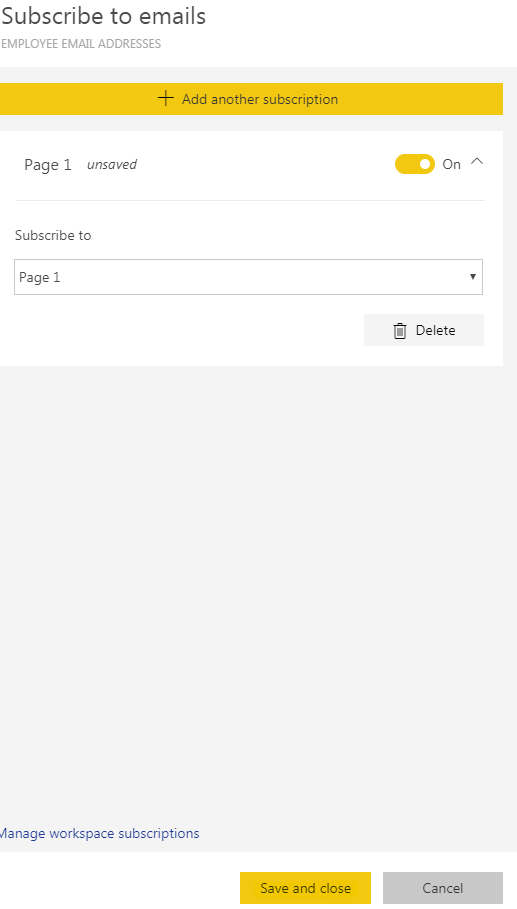 Subscribe to emails
EMPLOYEE EMAIL ADDRESSES
Add another subscription
Page 1 unsaved On
Subscribe to
Page 1
Delete
Manage workspace subscriptions
Save and close Cancel